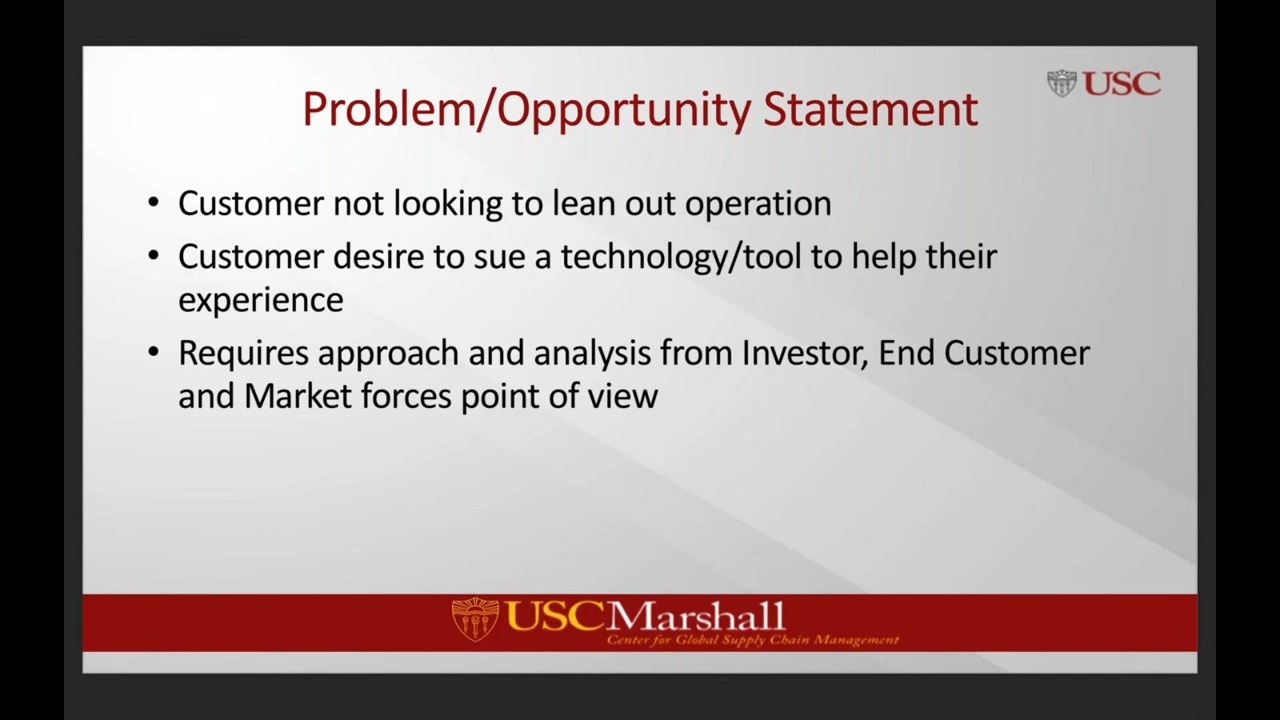 USC
Problem/Opportunity Statement
• Customer not looking to lean out operation
• Customer desire to sue a technology/tool to help their
experience
• Requires approach and analysis from Investor, End Customer
and Market forces point of view
USC Marshall
Center for Global Supply Chain Management